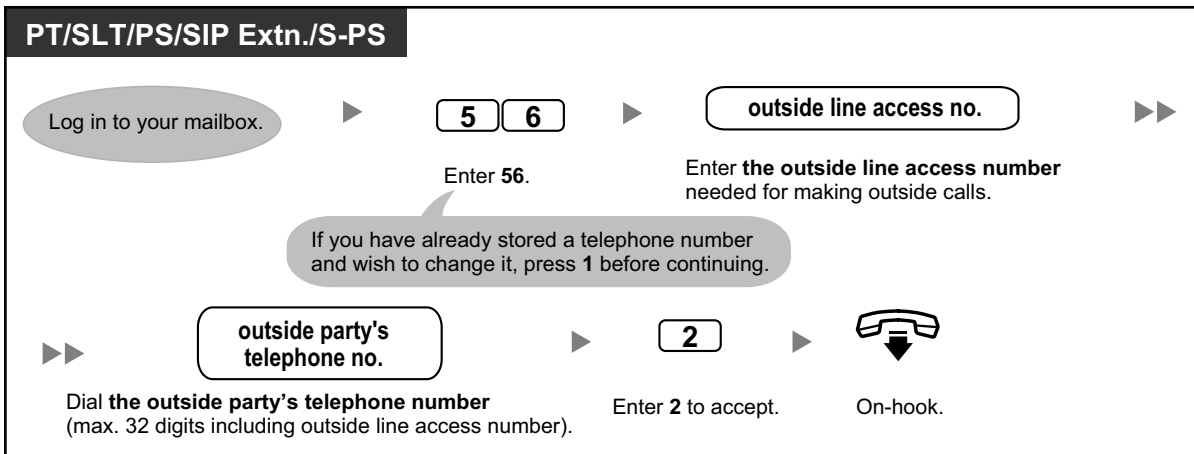 PT/SLT/PS/SIP Extn./S-PS
Log in to your mailbox.
5 6
outside line access no.
Enter 56.
Enter the outside line access number
needed for making outside calls.
If you have already stored a telephone number
and wish to change it, press 1 before continuing.
outside party's
telephone no.
2
Dial the outside party’s telephone number
(max. 32 digits including outside line access number).
Enter 2 to accept.
On-hook.